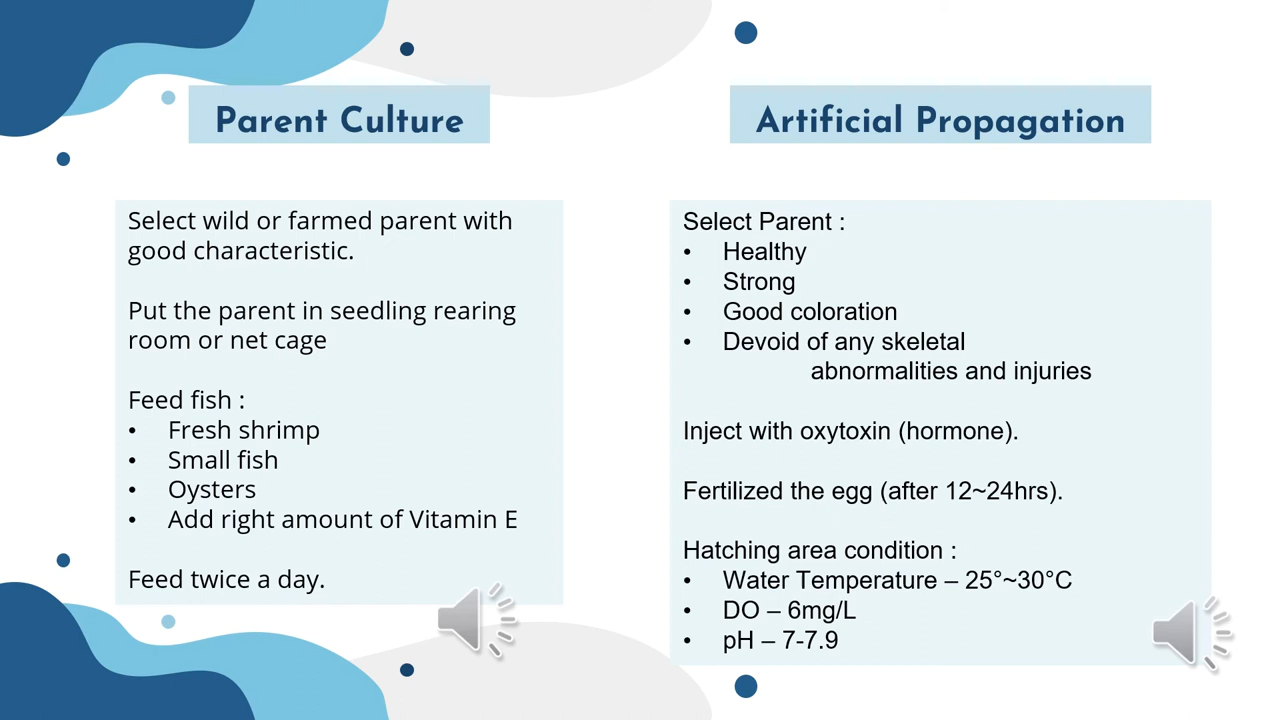 Parent Culture
Select wild or farmed parent with
good characteristic.
Put the parent in seedling rearing
room or net cage
Feed fish :
• Fresh shrimp
• Small fish
• Oysters
• Add right amount of Vitamin E
Feed twice a day.
Artificial Propagation
Select Parent :
• Healthy
• Strong
• Good coloration
• Devoid of any skeletal
abnormalities and injuries
Inject with oxytoxin (hormone).
Fertilized the egg (after 12~24hrs).
Hatching area condition :
• Water Temperature – 25°~30°C
• DO – 6mg/L
• pH – 7-7.9